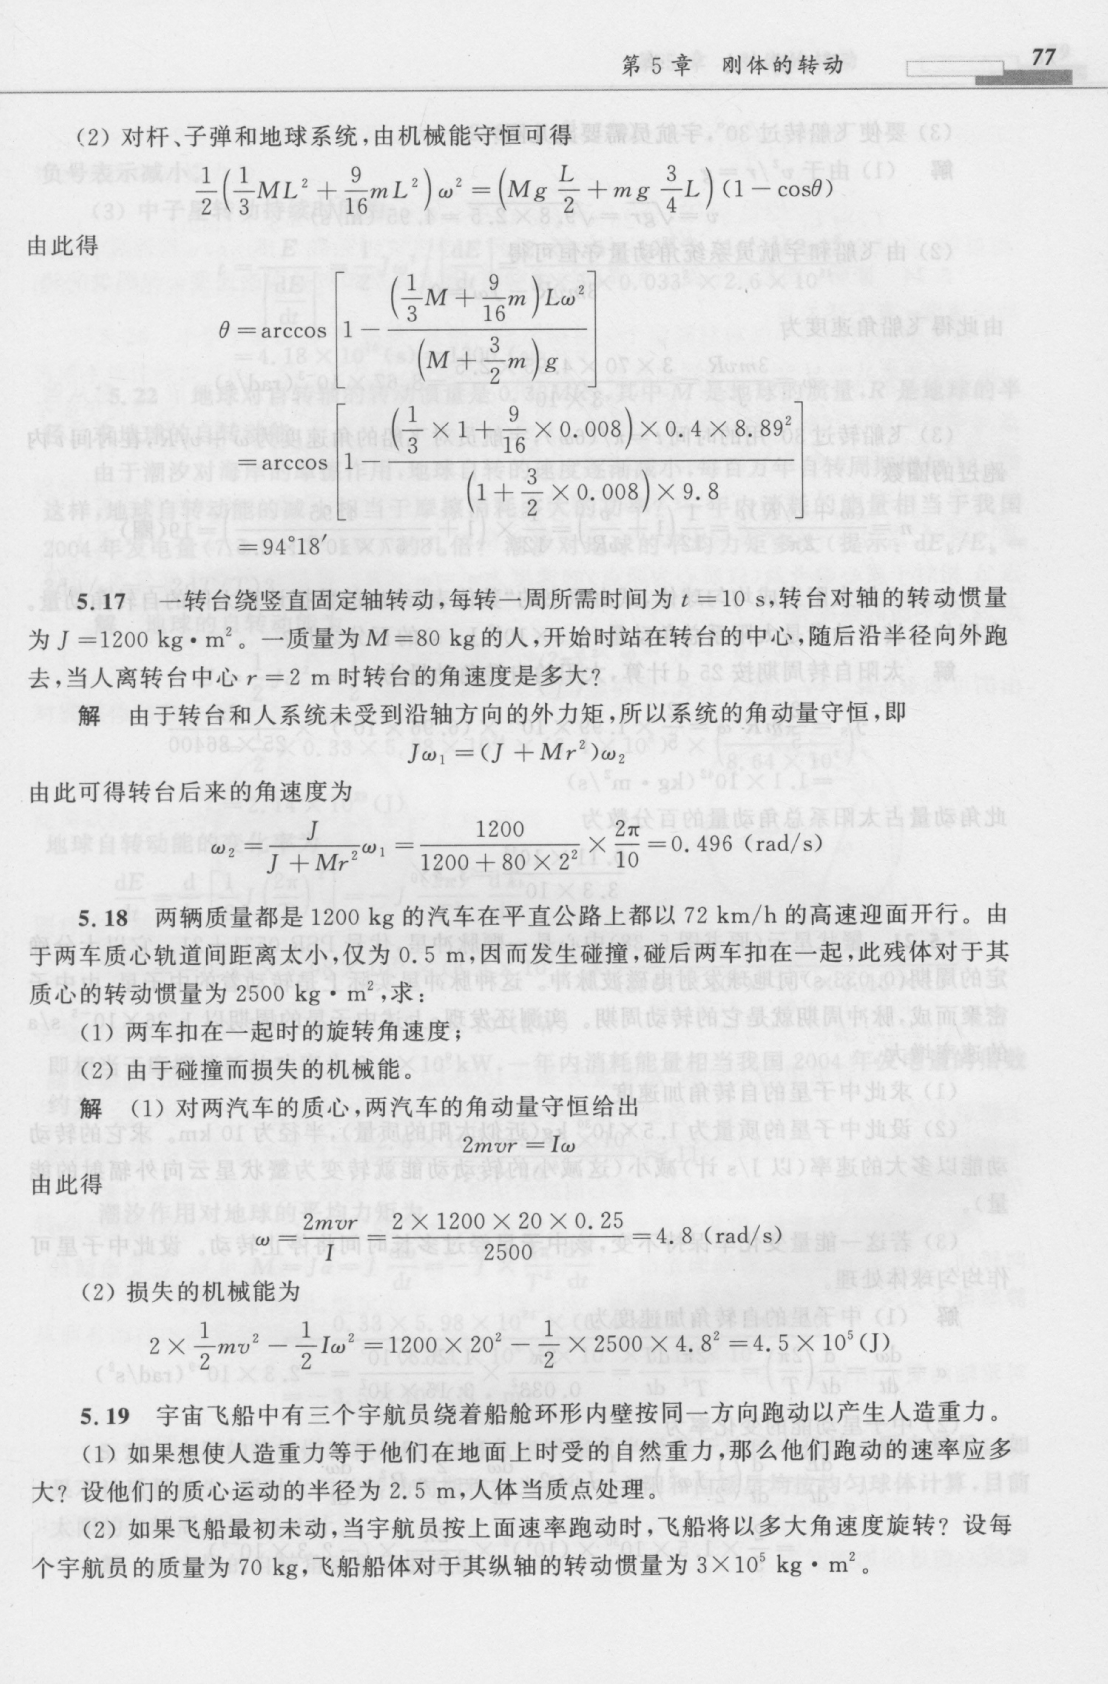 第 5 章 刚体的转动 77
(2) 对杆、子弹和地球系统,由机械能守恒可得
$\frac{1}{2}\left(\frac{1}{3}ML^2+\frac{9}{16}mL^2\right)\omega^2=\left(Mg\frac{L}{2}+mg\frac{3}{4}L\right)(1-\cos\theta)$
由此得
$\theta=\arccos\left[1-\frac{\left(\frac{1}{3}M+\frac{9}{16}m\right)L\omega^2}{\left(M+\frac{3}{2}m\right)g}\right]$
$=\arccos\left[1-\frac{\left(\frac{1}{3}\times1+\frac{9}{16}\times0.008\right)\times0.4\times8.89^2}{\left(1+\frac{3}{2}\times0.008\right)\times9.8}\right]$
$=94°18'$
5.17 一转台绕竖直固定轴转动,每转一周所需时间为 t=10 s,转台对轴的转动惯量
为 J=1200 kg·m²。一质量为 M=80 kg的人,开始时站在转台的中心,随后沿半径向外跑
去,当人离转台中心 r=2 m 时转台的角速度是多大?
解 由于转台和人系统未受到沿轴方向的外力矩,所以系统的角动量守恒,即
$J\omega_1=(J+Mr^2)\omega_2$
由此可得转台后来的角速度为
$\omega_2=\frac{J}{J+Mr^2}\omega_1=\frac{1200}{1200+80\times2^2}\times\frac{2\pi}{10}=0.496\ (rad/s)$
5.18 两辆质量都是 1200 kg 的汽车在平直公路上都以 72 km/h 的高速迎面开行。由
于两车质心轨道间距离太小,仅为 0.5 m,因而发生碰撞,碰后两车扣在一起,此残体对于其
质心的转动惯量为 2500 kg·m²,求:
(1) 两车扣在一起时的旋转角速度;
(2) 由于碰撞而损失的机械能。
解 (1) 对两汽车的质心,两汽车的角动量守恒给出
$2mvr=I\omega$
由此得
$\omega=\frac{2mvr}{I}=\frac{2\times1200\times20\times0.25}{2500}=4.8\ (rad/s)$
(2) 损失的机械能为
$2\times\frac{1}{2}mv^2-\frac{1}{2}I\omega^2=1200\times20^2-\frac{1}{2}\times2500\times4.8^2=4.5\times10^5(J)$
5.19 宇宙飞船中有三个宇航员绕着船舱环形内壁按同一方向跑动以产生人造重力。
(1) 如果想使人造重力等于他们在地面上时受的自然重力,那么他们跑动的速率应多
大? 设他们的质心运动的半径为 2.5 m,人体当质点处理。
(2) 如果飞船最初未动,当宇航员按上面速率跑动时,飞船将以多大角速度旋转? 设每
个宇航员的质量为 70 kg,飞船船体对于其纵轴的转动惯量为 3×10⁵ kg·m²。